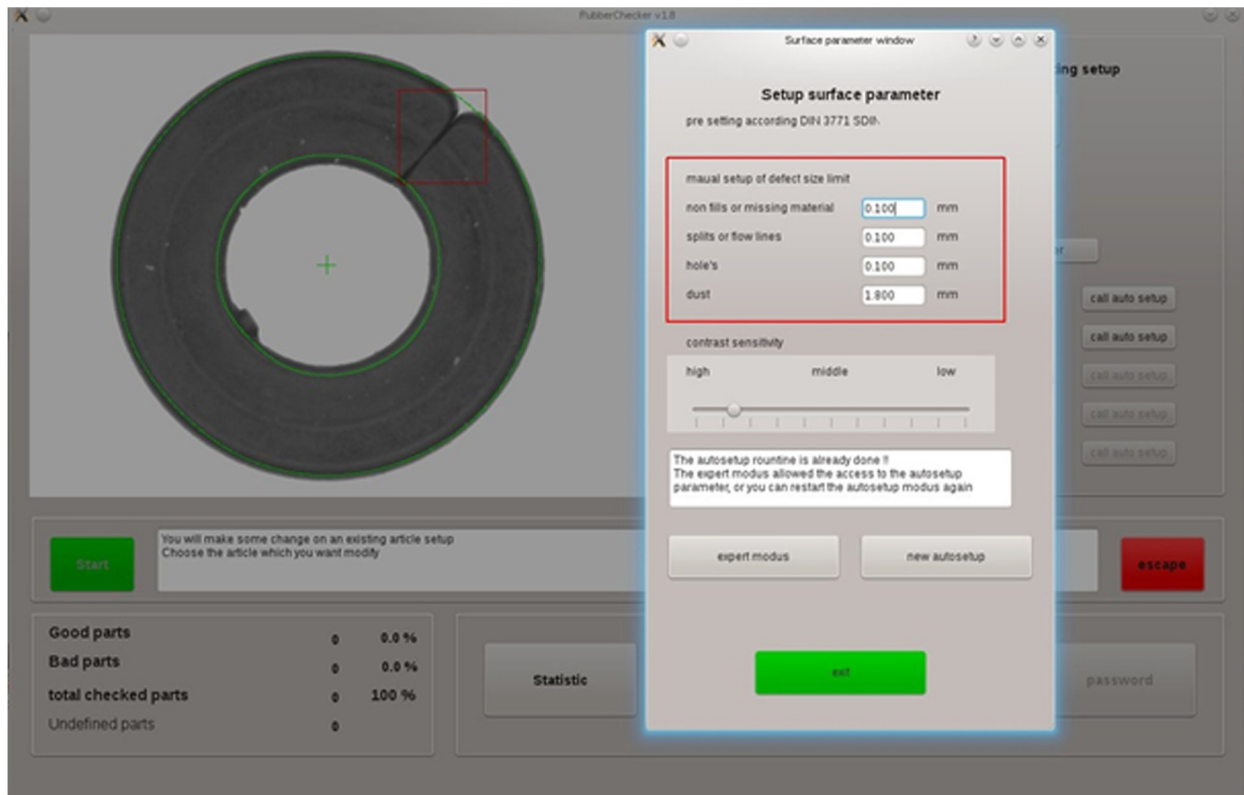 RubberChecker v1.8
Surface parameter window
Setup surface parameter
pre setting according DIN 3771
maual setup of defect size limit
non fills or missing material 0.100 mm
splits or flow lines 0.100 mm
hole's 0.100 mm
dust 1.800 mm
contrast sensitivity
high middle low
The autosetup rountine is already done !!
The expert modus allowed the access to the autosetup
parameter, or you can restart the autosetup modus again
expert modus new autosetup
exit
setup
call auto setup
call auto setup
call auto setup
call auto setup
call auto setup
Start
You will make some change on an existing article setup
Choose the article which you want modify
escape
Good parts 0 0.0 %
Bad parts 0 0.0 %
total checked parts 0 100 %
Undefined parts 0
Statistic
password